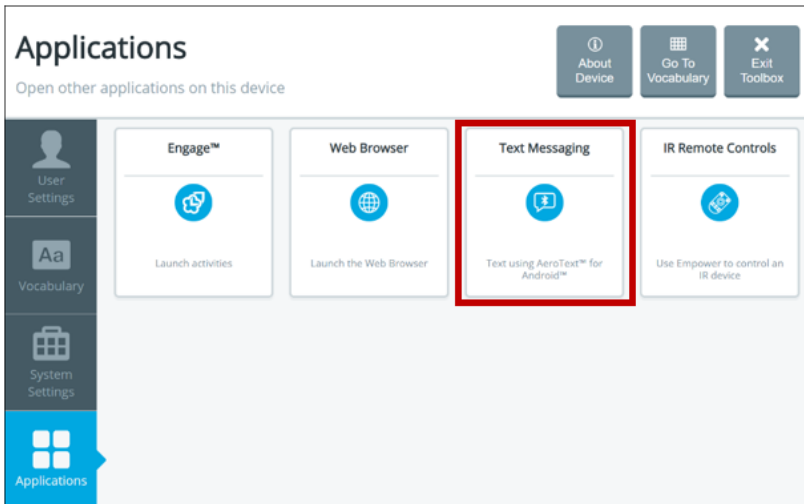 Applications
Open other applications on this device
About
Device
Go To
Vocabulary
Exit
Toolbox
User
Settings
Aa
Vocabulary
System
Settings
Applications
Engage™
Launch activities
Web Browser
Launch the Web Browser
Text Messaging
Text using AeroText™ for
Android™
IR Remote Controls
Use Empower to control an
IR device